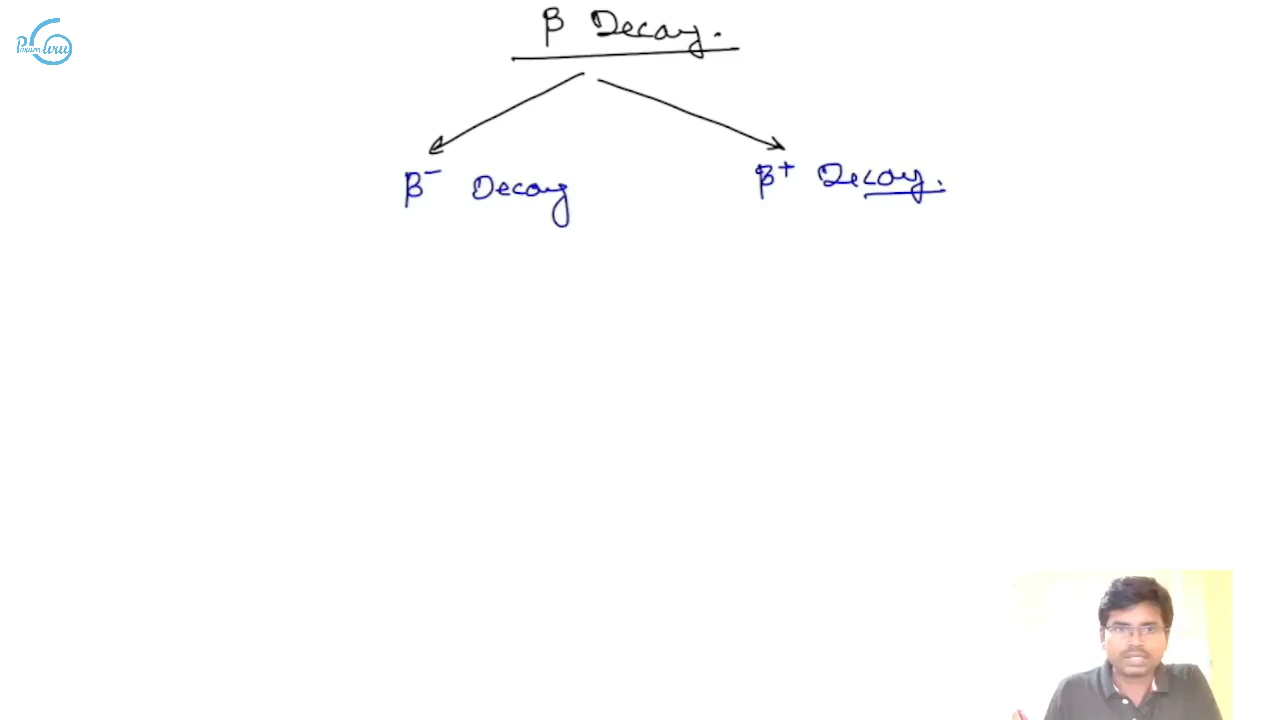 β Decay.
β⁻ Decay
β⁺ Decay.